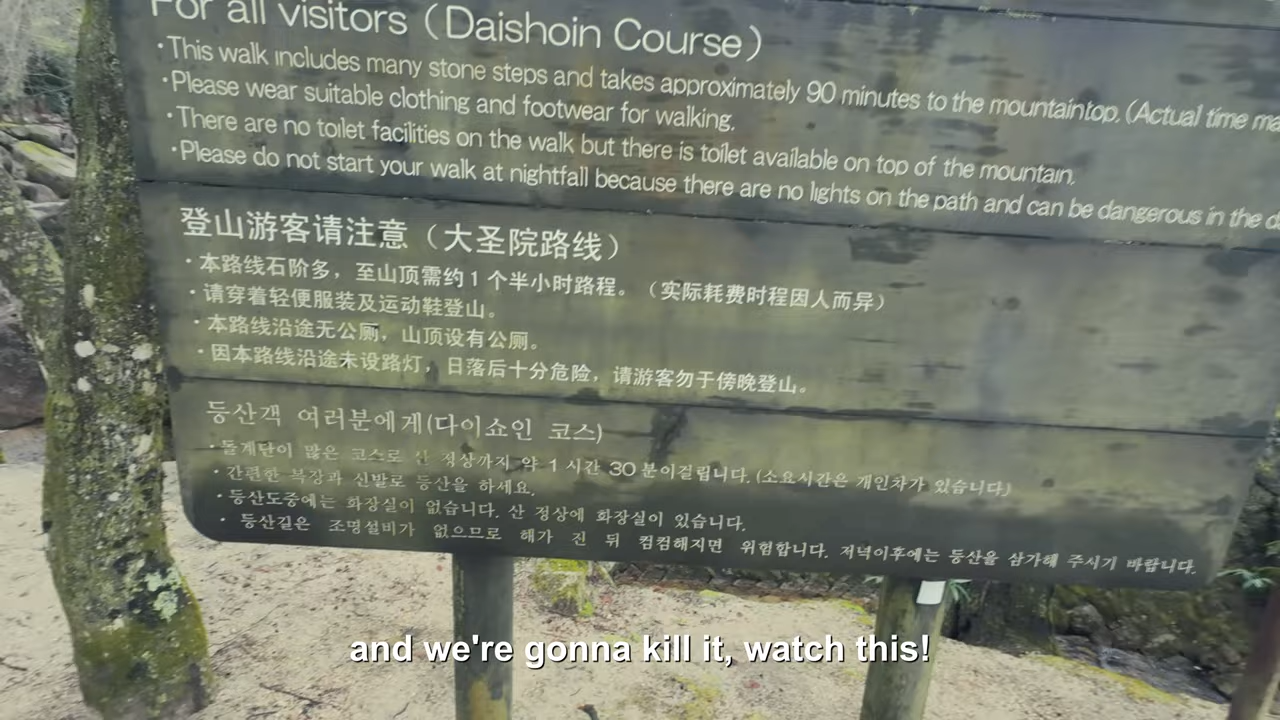 For all visitors (Daishoin Course)
・This walk includes many stone steps and takes approximately 90 minutes to the mountaintop. (Actual time
・Please wear suitable clothing and footwear for walking.
・There are no toilet facilities on the walk but there is toilet available on top of the mountain.
・Please do not start your walk at nightfall because there are no lights on the path and can be dangerous in the
登山游客请注意（大圣院路线）
・本路线石阶多，至山顶需约1个半小时路程。（实际耗费时程因人而异）
・请穿着轻便服装及运动鞋登山。
・本路线沿途无公厕，山顶设有公厕。
・因本路线沿途未设路灯，日落后十分危险，请游客勿于傍晚登山。
등산객 여러분에게(다이쇼인 코스)
・돌계단이 많은 코스로 산 정상까지 약 1 시간 30 분이걸립니다. (소요시간은 개인차가 있습니다)
・간편한 복장과 신발로 등산을 하세요.
・등산도중에는 화장실이 없습니다. 산 정상에 화장실이 있습니다.
・등산길은 조명설비가 없으므로 해가 진 뒤 컴컴해지면 위험합니다. 저녁이후에는 등산을 삼가해 주시기 바랍니다.
and we're gonna kill it, watch this!